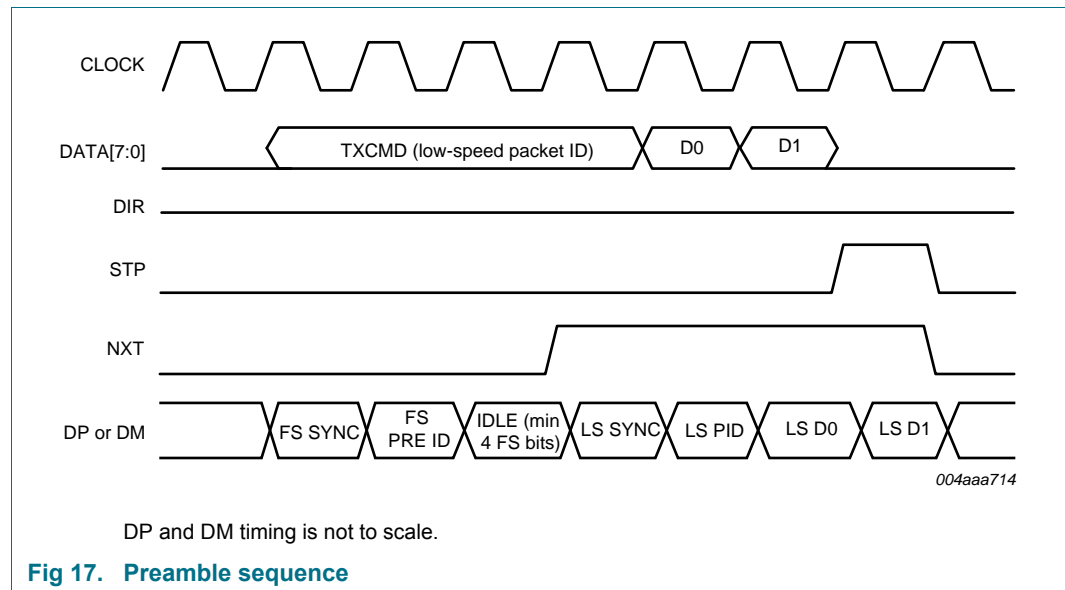 CLOCK
DATA[7:0]
TXCMD (low-speed packet ID)
D0
D1
DIR
STP
NXT
DP or DM
FS SYNC
FS
PRE ID
IDLE (min
4 FS bits)
LS SYNC
LS PID
LS D0
LS D1
004aaa714
DP and DM timing is not to scale.
Fig 17. Preamble sequence